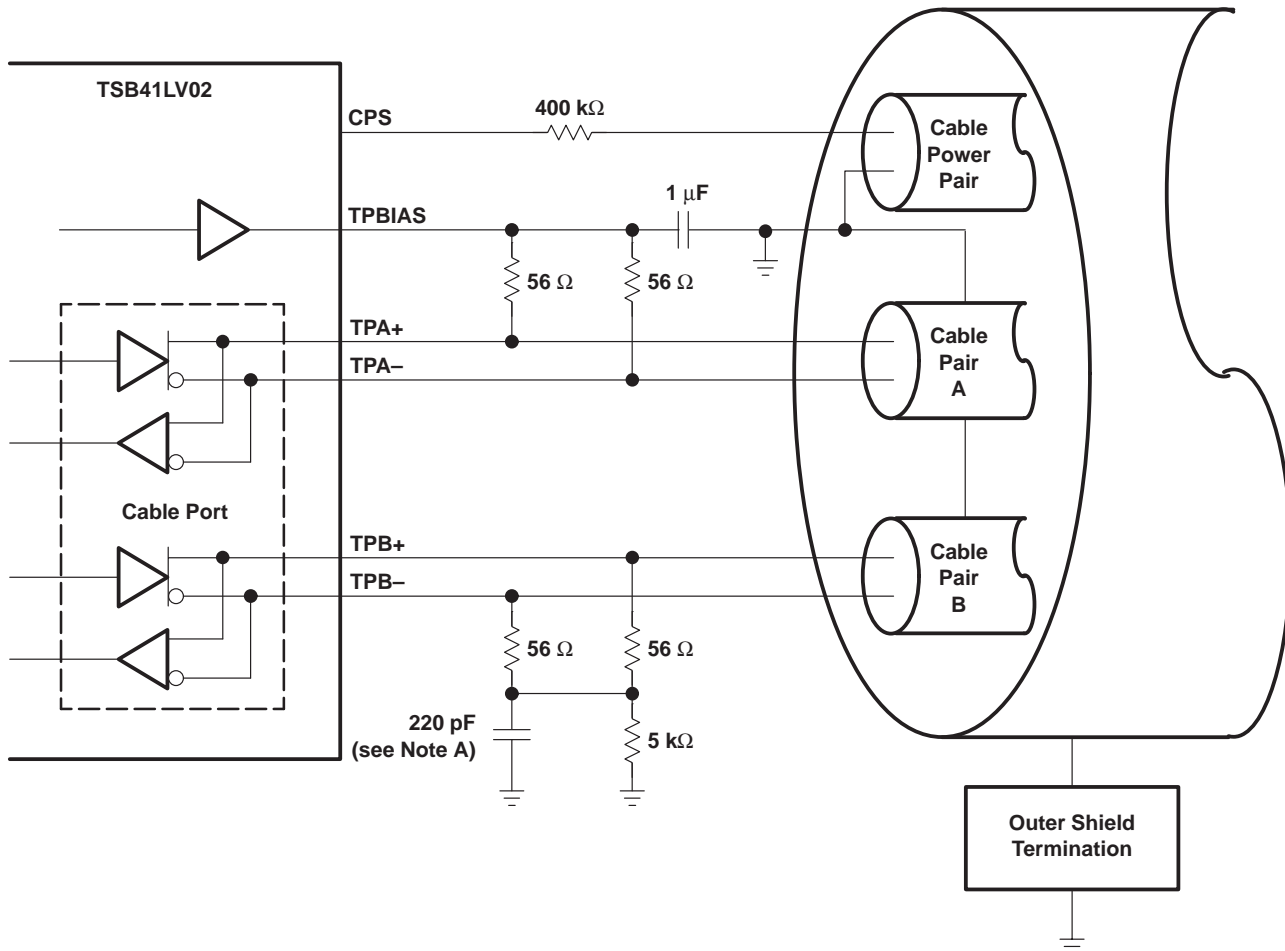 TSB41LV02
CPS
400 kΩ
Cable
Power
Pair
TPBIAS
1 μF
56 Ω
56 Ω
TPA+
TPA–
Cable
Pair
A
Cable Port
TPB+
TPB–
Cable
Pair
B
56 Ω
56 Ω
220 pF
(see Note A)
5 kΩ
Outer Shield
Termination